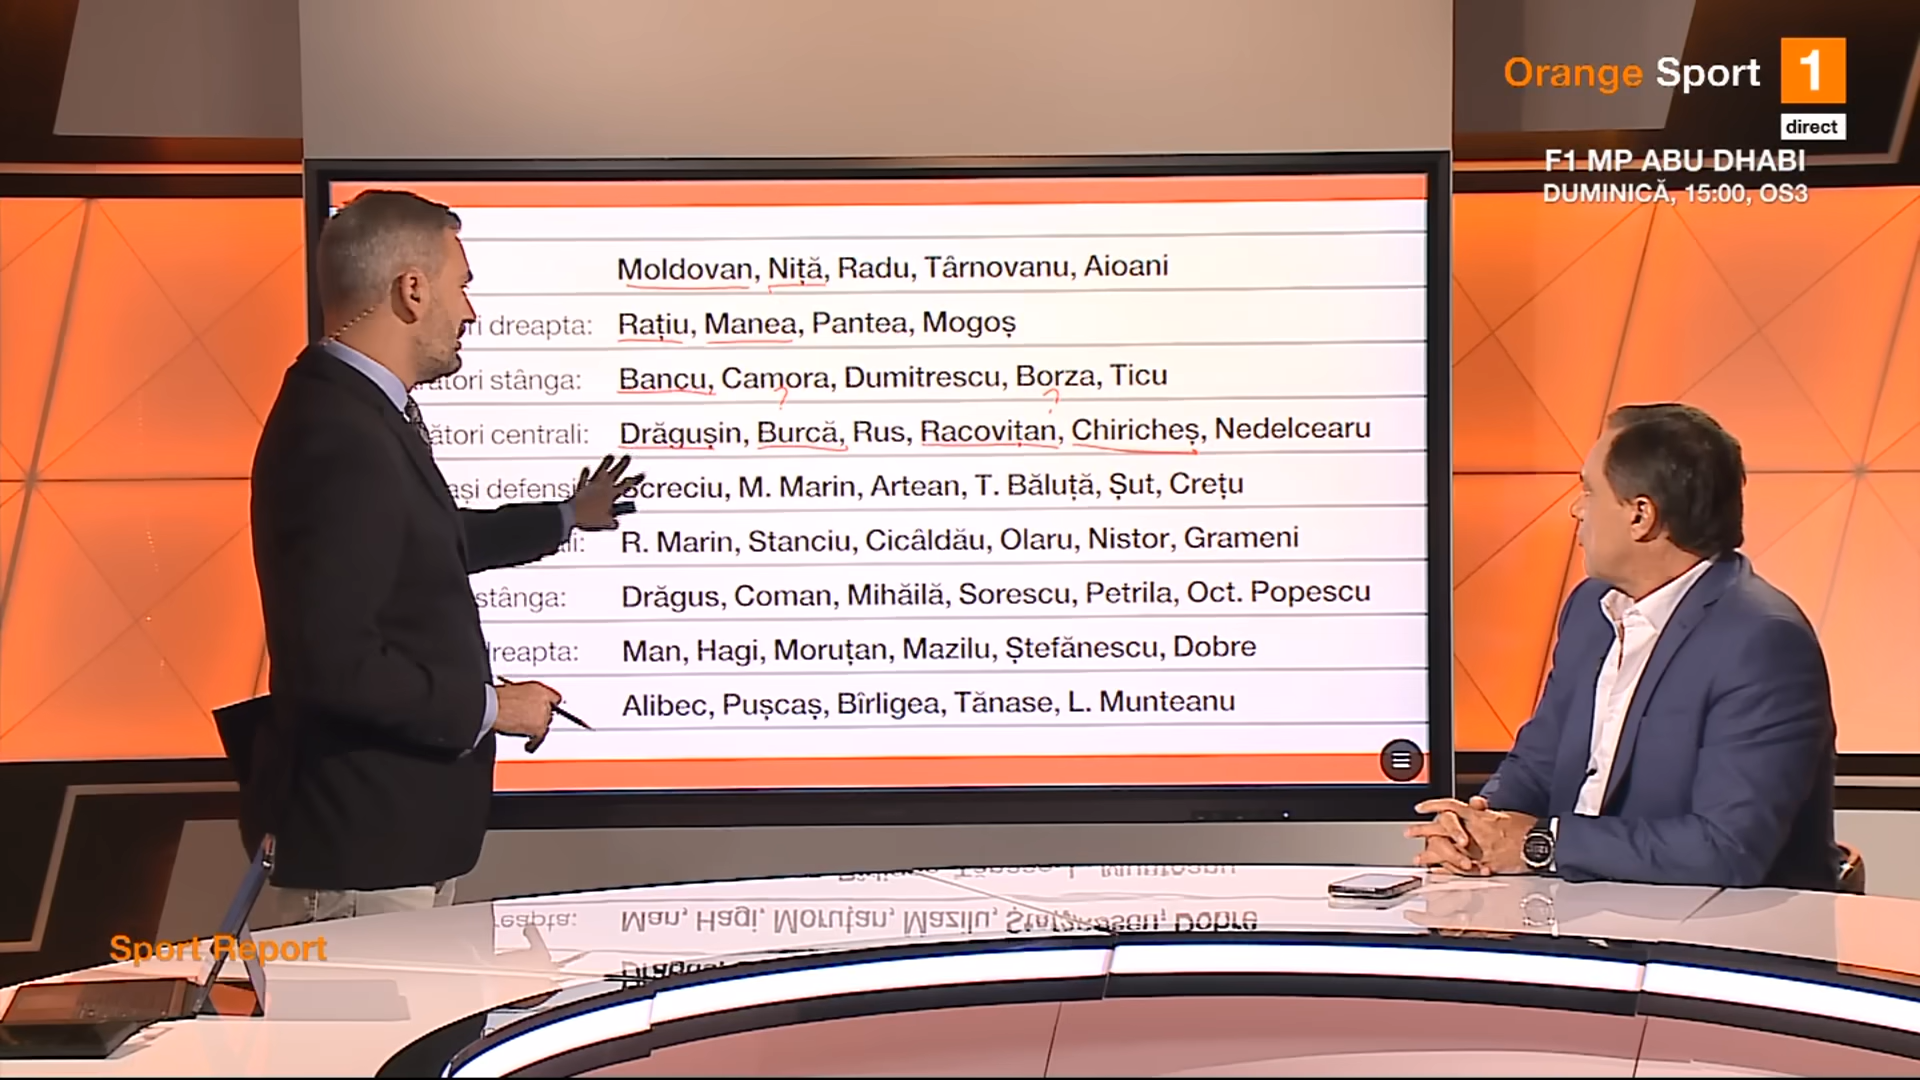 Orange Sport 1
direct
F1 MP ABU DHABI
DUMINICĂ, 15:00, OS3
Moldovan, Niță, Radu, Târnovanu, Aioani
dreapta: Rațiu, Manea, Pantea, Mogoș
stânga: Bancu, Camora, Dumitrescu, Borza, Ticu
? ?
centrali: Drăgușin, Burcă, Rus, Racovițan, Chiricheș, Nedelcearu
Screciu, M. Marin, Artean, T. Băluță, Șut, Crețu
R. Marin, Stanciu, Cicâldău, Olaru, Nistor, Grameni
stânga: Drăgus, Coman, Mihăilă, Sorescu, Petrila, Oct. Popescu
dreapta: Man, Hagi, Moruțan, Mazilu, Ștefănescu, Dobre
Alibec, Pușcaș, Bîrligea, Tănase, L. Munteanu
Sport Report